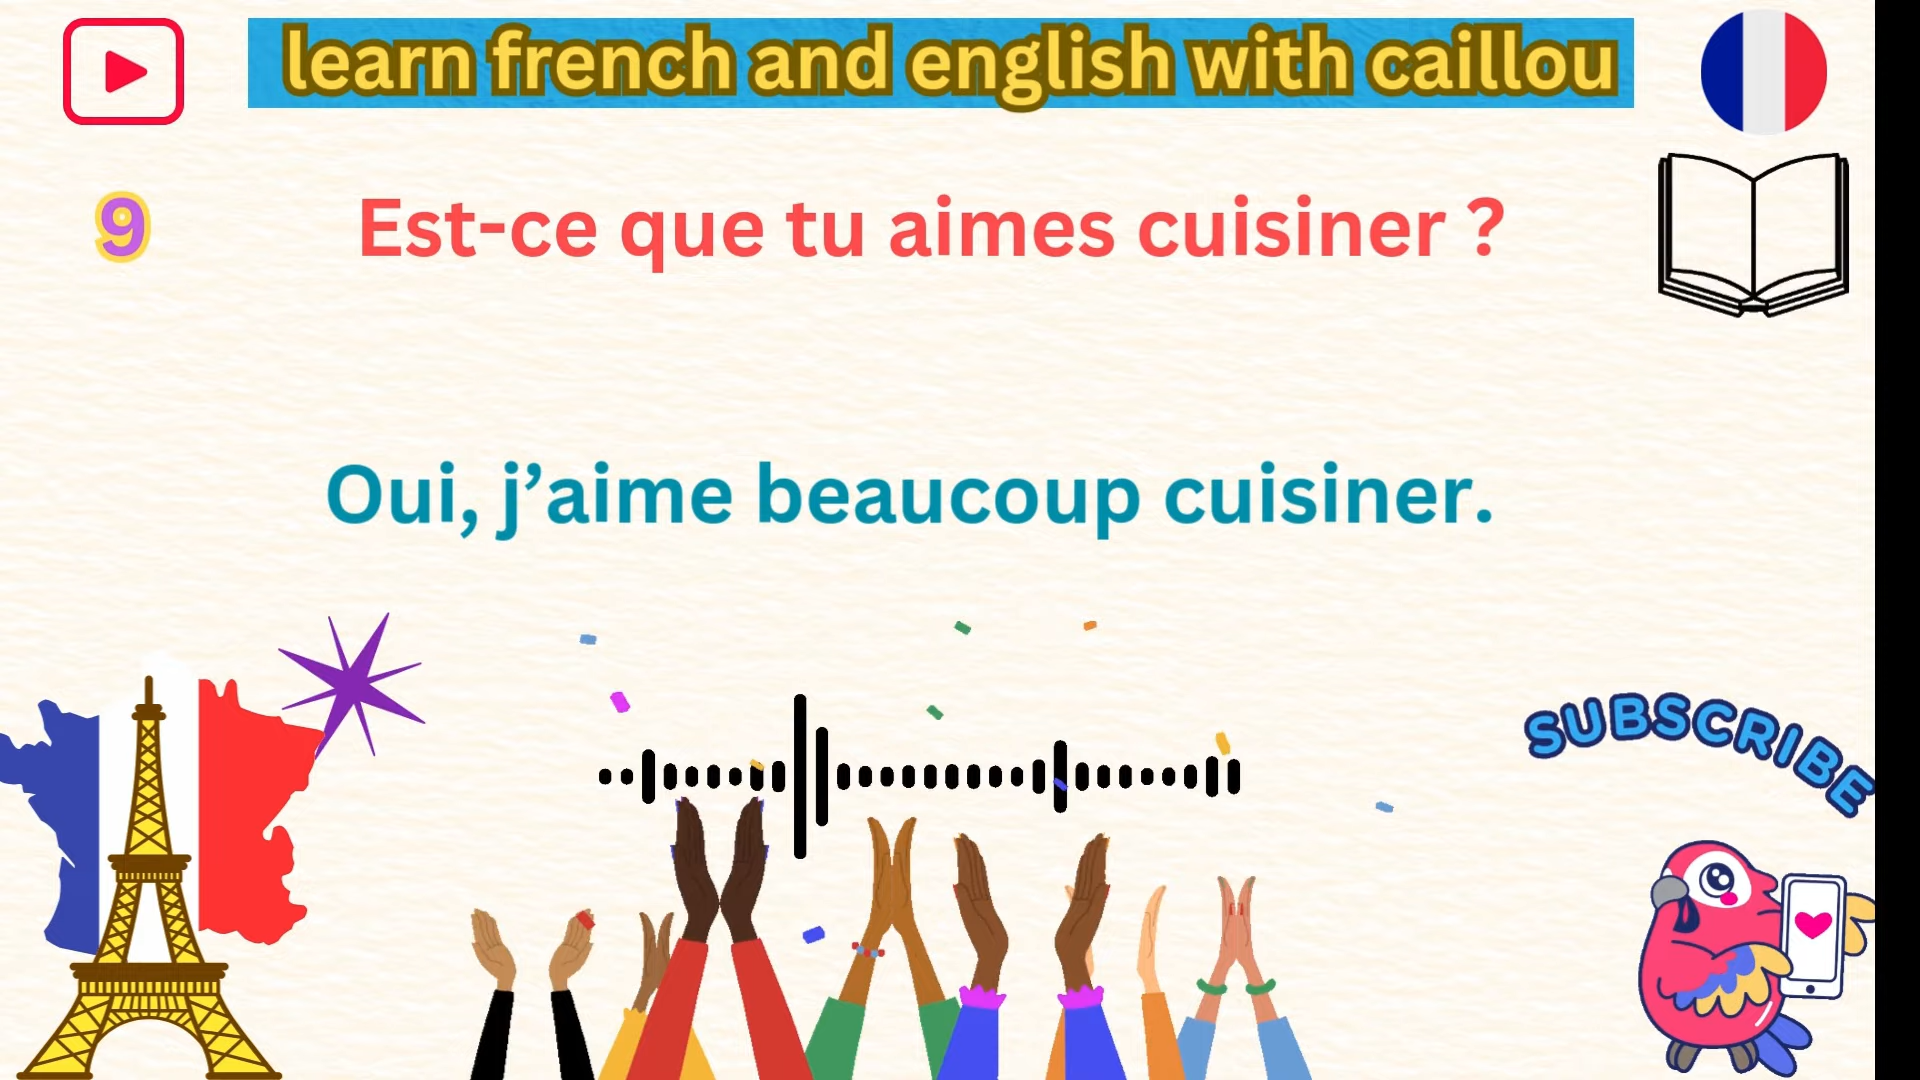 learn french and english with caillou
9
Est-ce que tu aimes cuisiner ?
Oui, j’aime beaucoup cuisiner.
SUBSCRIBE